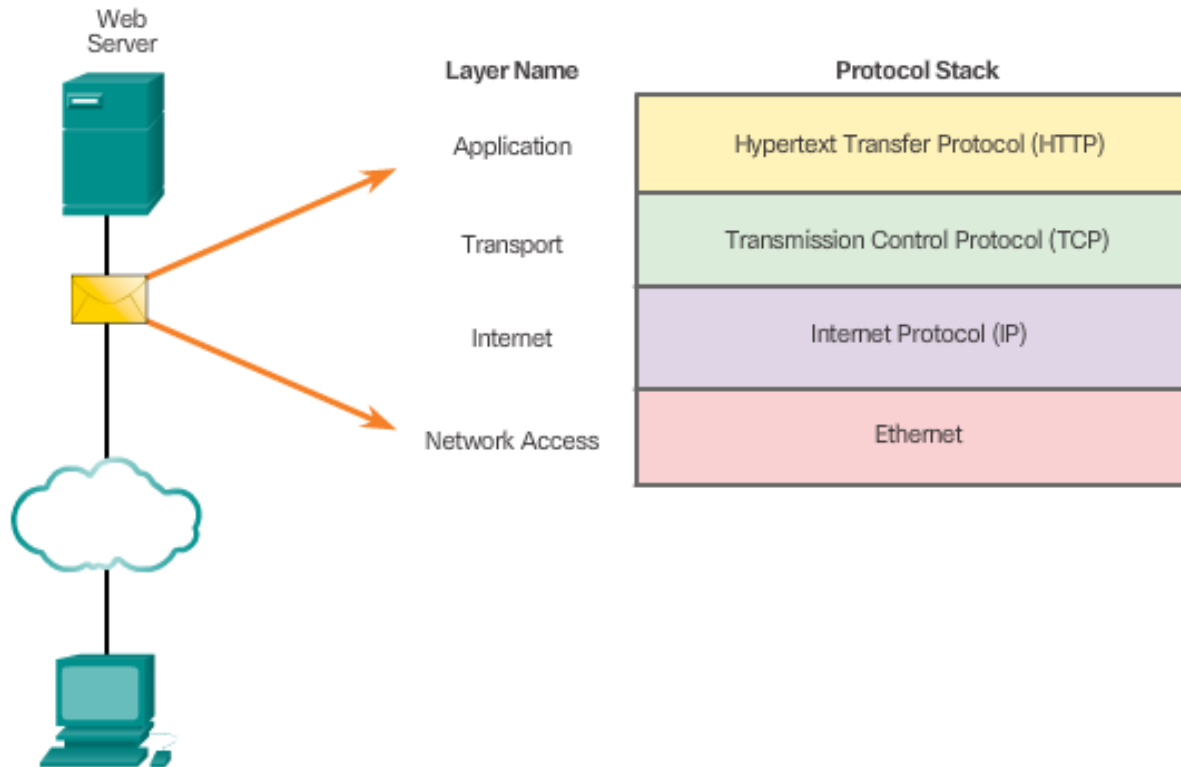 Web
Server
Layer Name
Protocol Stack
Application
Hypertext Transfer Protocol (HTTP)
Transport
Transmission Control Protocol (TCP)
Internet
Internet Protocol (IP)
Network Access
Ethernet